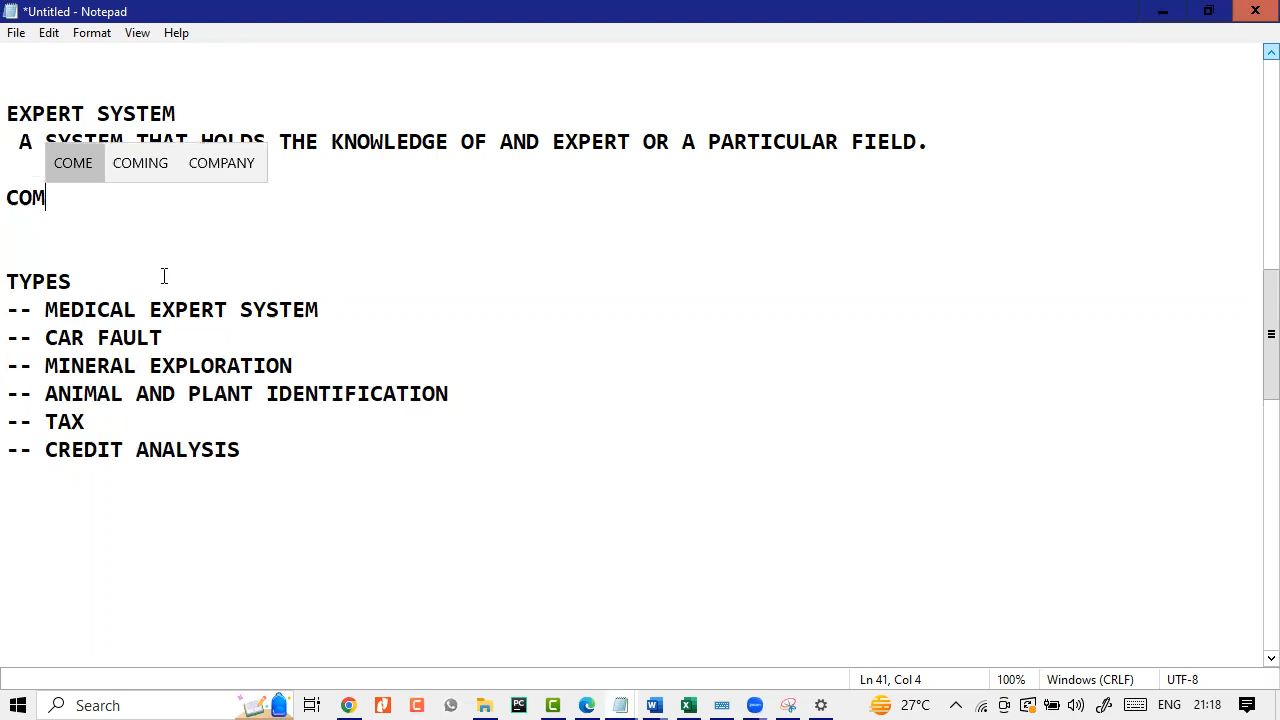 *Untitled - Notepad
File Edit Format View Help
EXPERT SYSTEM
A SYSTEM THAT HOLDS THE KNOWLEDGE OF AND EXPERT OR A PARTICULAR FIELD.
COME COMING COMPANY
COM
TYPES
-- MEDICAL EXPERT SYSTEM
-- CAR FAULT
-- MINERAL EXPLORATION
-- ANIMAL AND PLANT IDENTIFICATION
-- TAX
-- CREDIT ANALYSIS
Ln 41, Col 4 100% Windows (CRLF) UTF-8
Search 27°C ENG 21:18